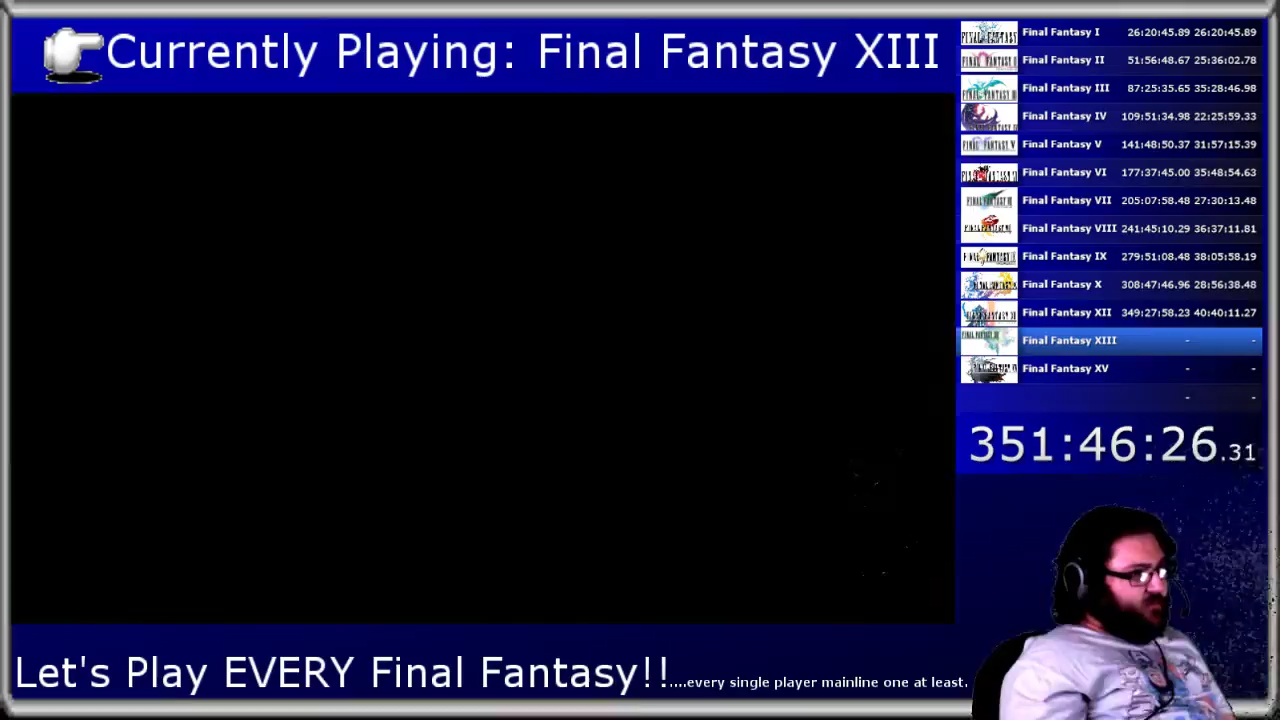 Currently Playing: Final Fantasy XIII
Final Fantasy I 26:20:45.89 26:20:45.89
Final Fantasy II 51:56:48.67 25:36:02.78
Final Fantasy III 87:25:35.65 35:28:46.98
Final Fantasy IV 109:51:34.98 22:25:59.33
Final Fantasy V 141:48:50.37 31:57:15.39
Final Fantasy VI 177:37:45.00 35:48:54.63
Final Fantasy VII 205:07:58.48 27:30:13.48
Final Fantasy VIII 241:45:10.29 36:37:11.81
Final Fantasy IX 279:51:08.48 38:05:58.19
Final Fantasy X 308:47:46.96 28:56:38.48
Final Fantasy XII 349:27:58.23 40:40:11.27
Final Fantasy XIII - -
Final Fantasy XV - -
- -
351:46:26.31
Let's Play EVERY Final Fantasy!!....every single player mainline one at least.